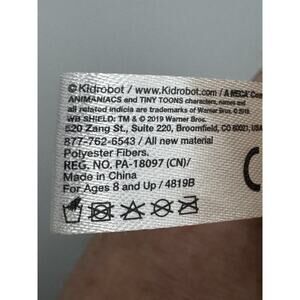 © Kidrobot / www.Kidrobot.com / A NECA Com
ANIMANIACS and TINY TOONS characters, names and
all related indicia are trademarks of Warner Bros. © 2019
WB SHIELD: TM & © 2019 Warner Bros.
520 Zang St., Suite 220, Broomfield, CO 80021, USA
877-762-6543 / All new material
Polyester Fibers.
REG. NO. PA-18097 (CN)/
Made in China
For Ages 8 and Up / 4819B